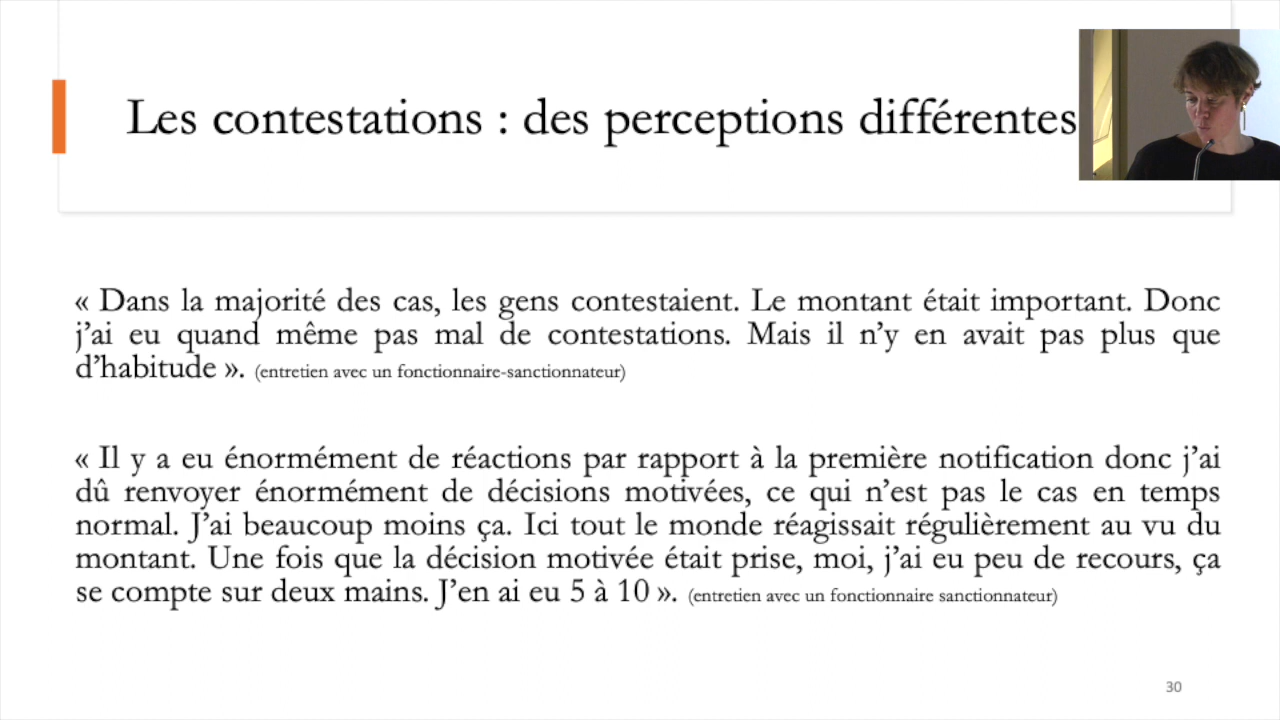 Les contestations : des perceptions différentes
« Dans la majorité des cas, les gens contestaient. Le montant était important. Donc
j’ai eu quand même pas mal de contestations. Mais il n’y en avait pas plus que
d’habitude ». (entretien avec un fonctionnaire-sanctionnateur)
« Il y a eu énormément de réactions par rapport à la première notification donc j’ai
dû renvoyer énormément de décisions motivées, ce qui n’est pas le cas en temps
normal. J’ai beaucoup moins ça. Ici tout le monde réagissait régulièrement au vu du
montant. Une fois que la décision motivée était prise, moi, j’ai eu peu de recours, ça
se compte sur deux mains. J’en ai eu 5 à 10 ». (entretien avec un fonctionnaire sanctionnateur)
30